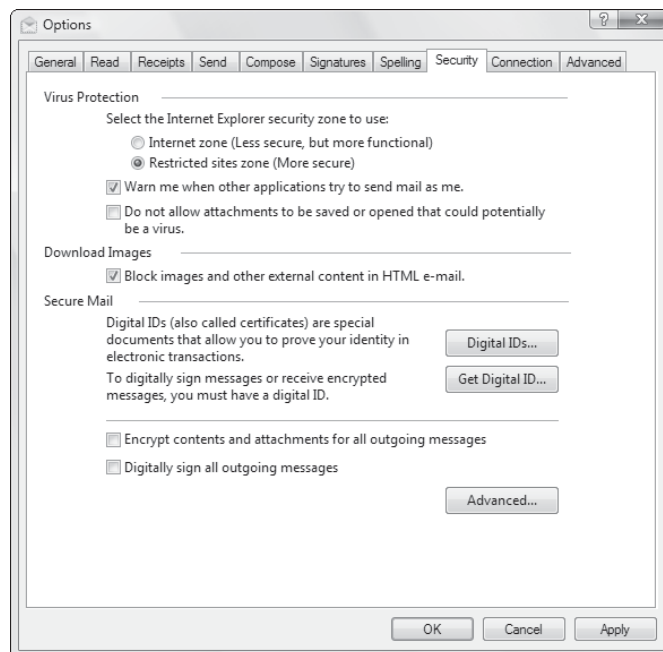 Options
General Read Receipts Send Compose Signatures Spelling Security Connection Advanced
Virus Protection
Select the Internet Explorer security zone to use:
Internet zone (Less secure, but more functional)
Restricted sites zone (More secure)
Warn me when other applications try to send mail as me.
Do not allow attachments to be saved or opened that could potentially
be a virus.
Download Images
Block images and other external content in HTML e-mail.
Secure Mail
Digital IDs (also called certificates) are special
documents that allow you to prove your identity in
electronic transactions.
Digital IDs...
To digitally sign messages or receive encrypted
messages, you must have a digital ID.
Get Digital ID...
Encrypt contents and attachments for all outgoing messages
Digitally sign all outgoing messages
Advanced...
OK Cancel Apply